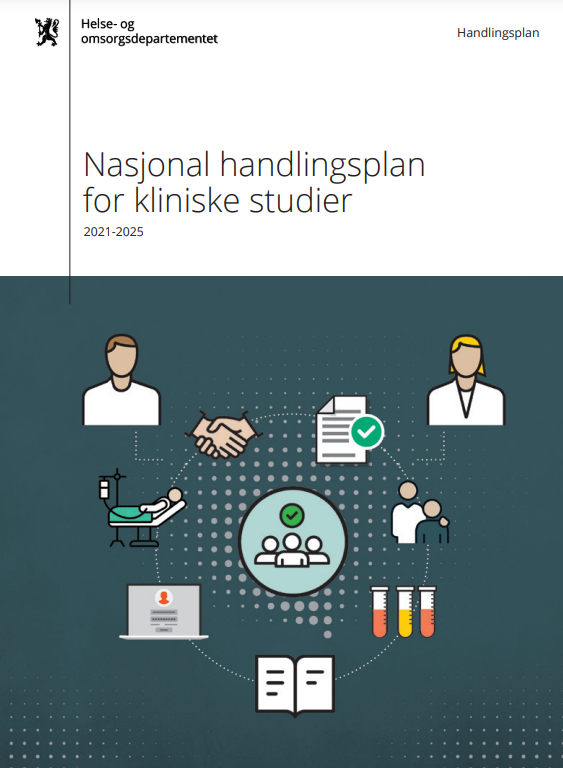 Helse- og
omsorgsdepartementet
Handlingsplan
Nasjonal handlingsplan
for kliniske studier
2021-2025